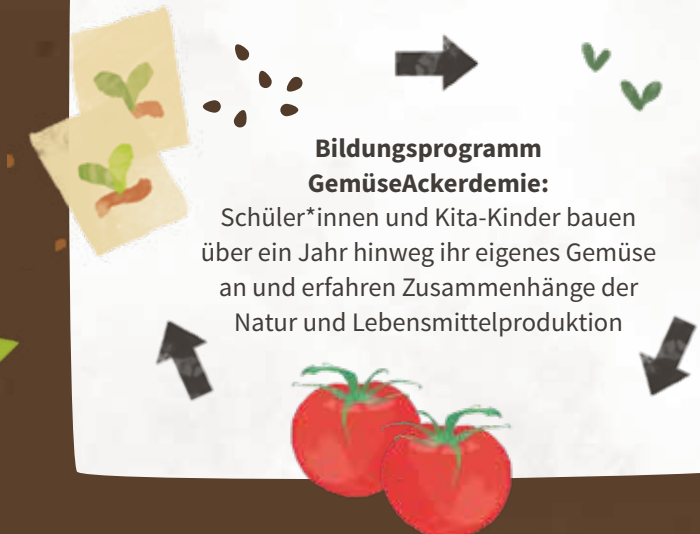 Bildungsprogramm
GemüseAckerdemie:
Schüler*innen und Kita-Kinder bauen
über ein Jahr hinweg ihr eigenes Gemüse
an und erfahren Zusammenhänge der
Natur und Lebensmittelproduktion